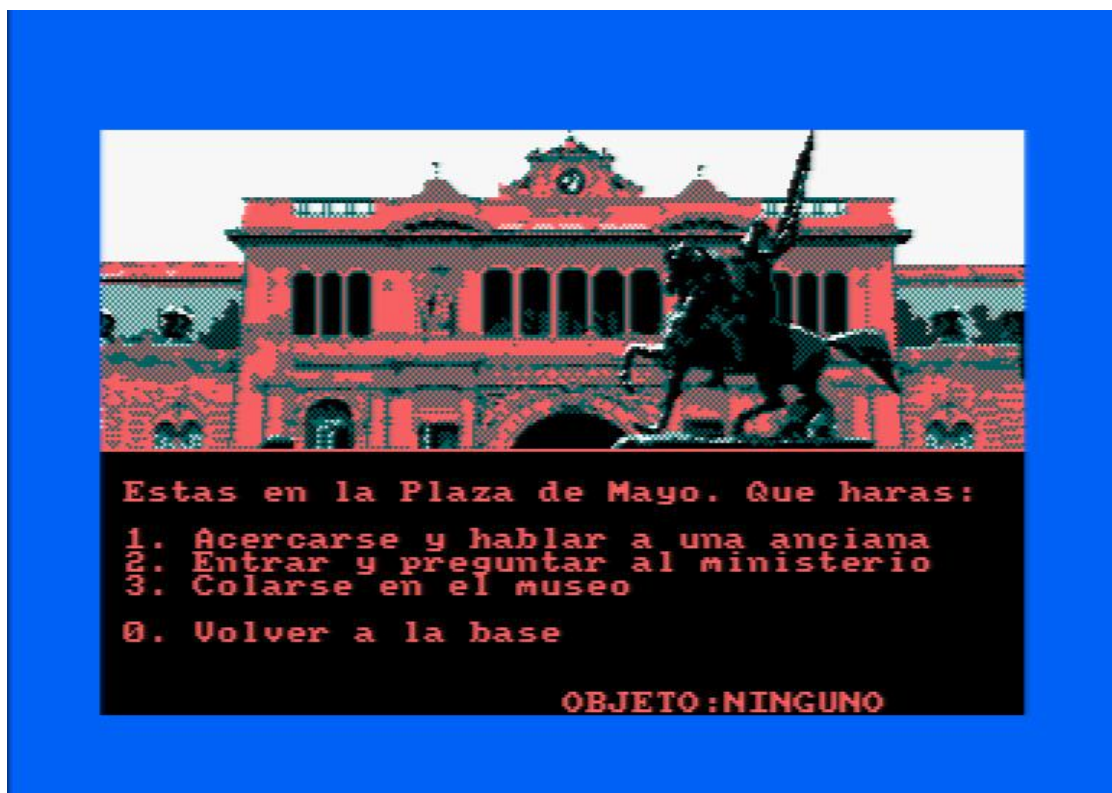 Estas en la Plaza de Mayo. Que haras:
1. Acercarse y hablar a una anciana
2. Entrar y preguntar al ministerio
3. Colarse en el museo
0. Volver a la base
OBJETO:NINGUNO